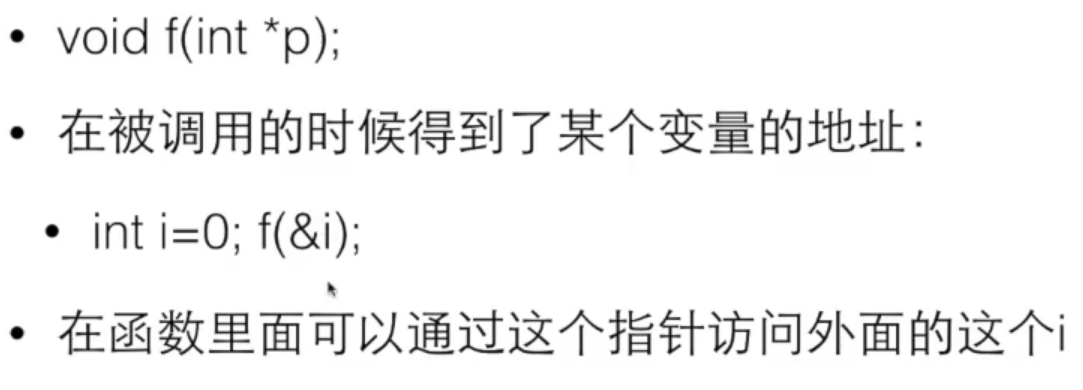 • void f(int *p);
• 在被调用的时候得到了某个变量的地址：
• int i=0; f(&i);
• 在函数里面可以通过这个指针访问外面的这个i